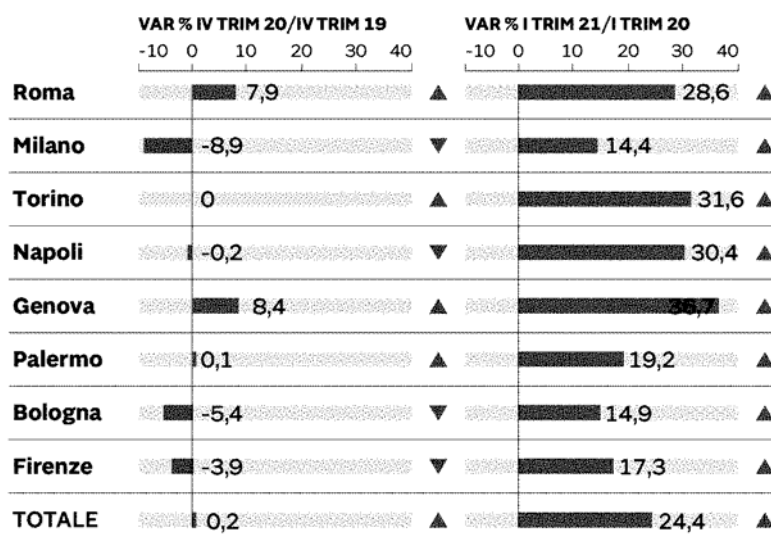 VAR % IV TRIM 20/IV TRIM 19 VAR % I TRIM 21/I TRIM 20
-10 0 10 20 30 40 -10 0 10 20 30 40
Roma 7,9 28,6
Milano -8,9 14,4
Torino 0 31,6
Napoli -0,2 30,4
Genova 8,4 36,7
Palermo 0,1 19,2
Bologna -5,4 14,9
Firenze -3,9 17,3
TOTALE 0,2 24,4